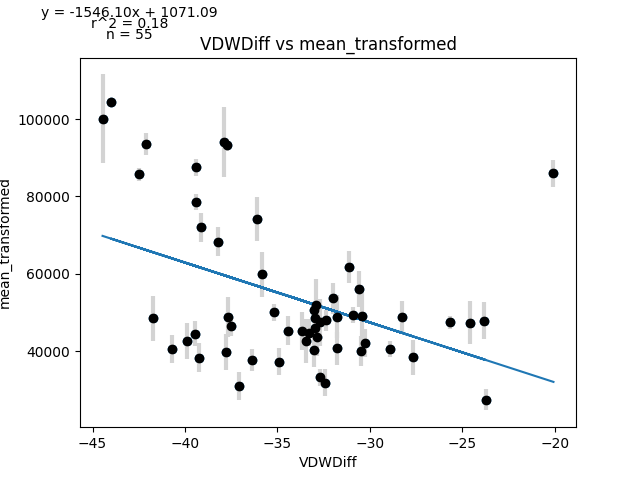 y = -1546.10x + 1071.09
r^2 = 0.18
n = 55
VDWDiff vs mean_transformed
mean_transformed
100000
80000
60000
40000
−45
−40
−35
−30
−25
−20
VDWDiff